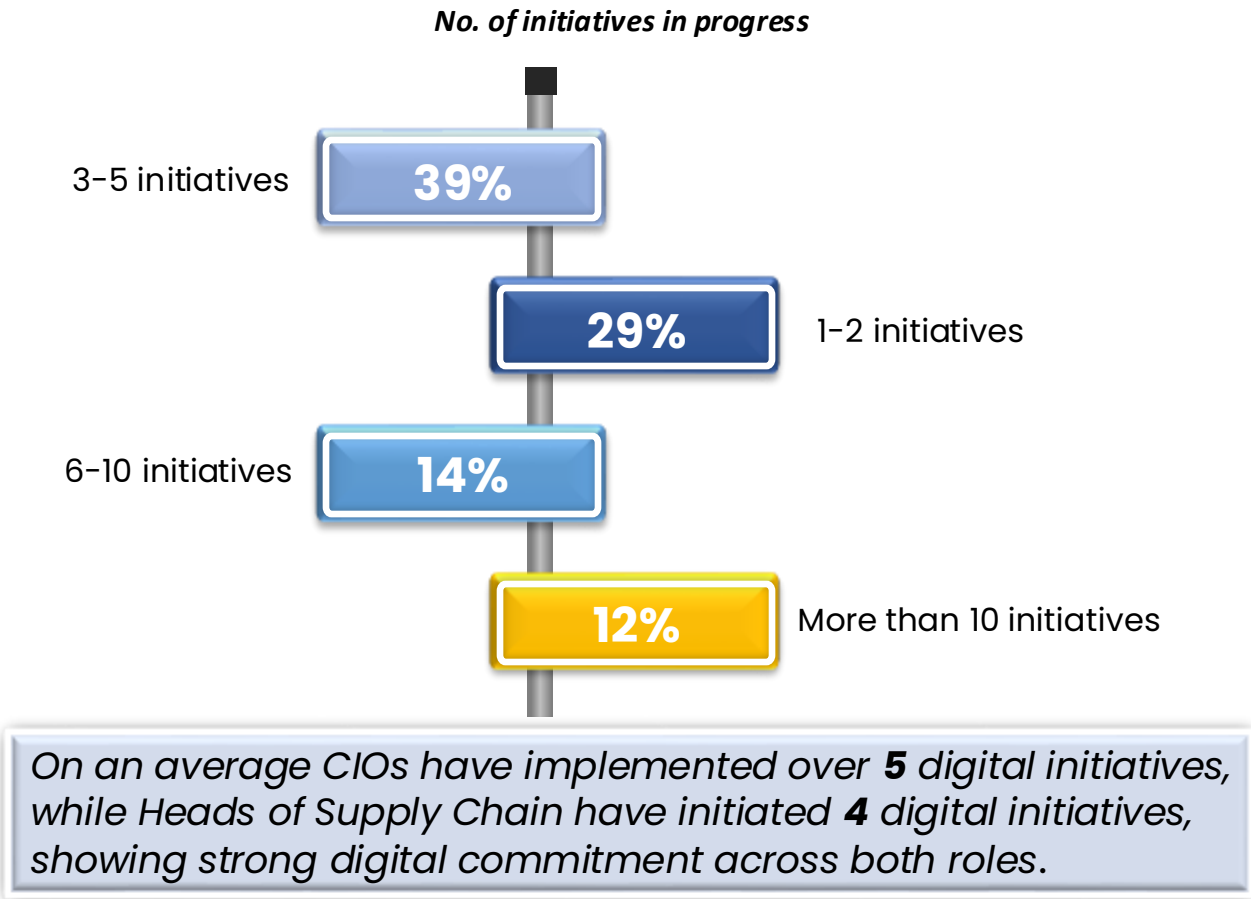 No. of initiatives in progress
3-5 initiatives
39%
29%
1-2 initiatives
6-10 initiatives
14%
12%
More than 10 initiatives
On an average CIOs have implemented over 5 digital initiatives,
while Heads of Supply Chain have initiated 4 digital initiatives,
showing strong digital commitment across both roles.